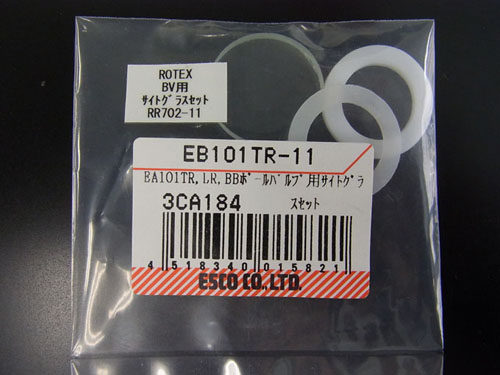 ROTEX
BV用
ｻｲﾄｸﾞﾗｽｾｯﾄ
RR702-11
EB101TR-11
EA101TR,LR,BBﾎﾞｰﾙﾊﾞﾙﾌﾞ用ｻｲﾄｸﾞﾗ
3CA184 ｽｾｯﾄ
4 518340 015821
ESCO CO.,LTD.